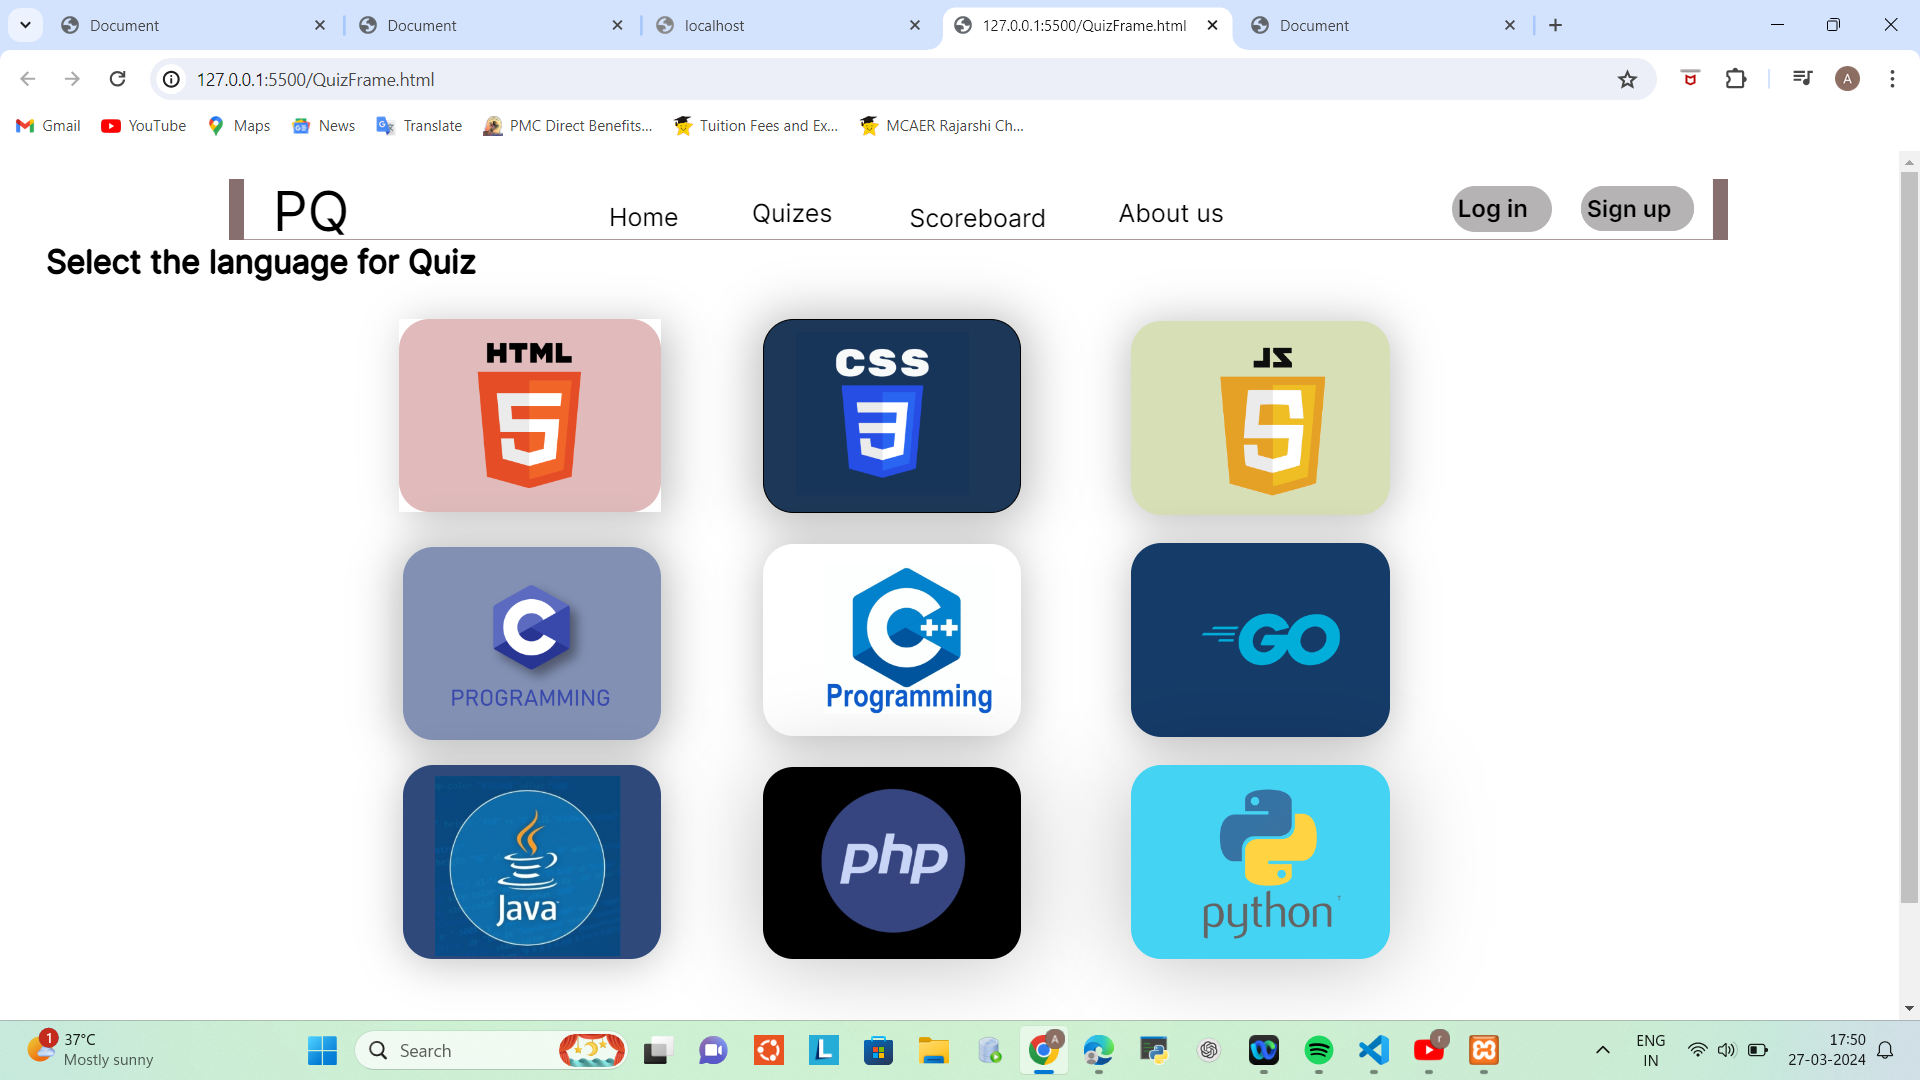 Document
Document
localhost
127.0.0.1:5500/QuizFrame.html
Document
127.0.0.1:5500/QuizFrame.html
A
Gmail
YouTube
Maps
News
Translate
PMC Direct Benefits...
Tuition Fees and Ex...
MCAER Rajarshi Ch...
PQ
Home
Quizes
Scoreboard
About us
Log in
Sign up
Select the language for Quiz
HTML
5
CSS
3
JS
5
C
PROGRAMMING
C++
Programming
GO
Java
php
python
1
37°C
Mostly sunny
Search
L
A
r
ENG
IN
17:50
27-03-2024